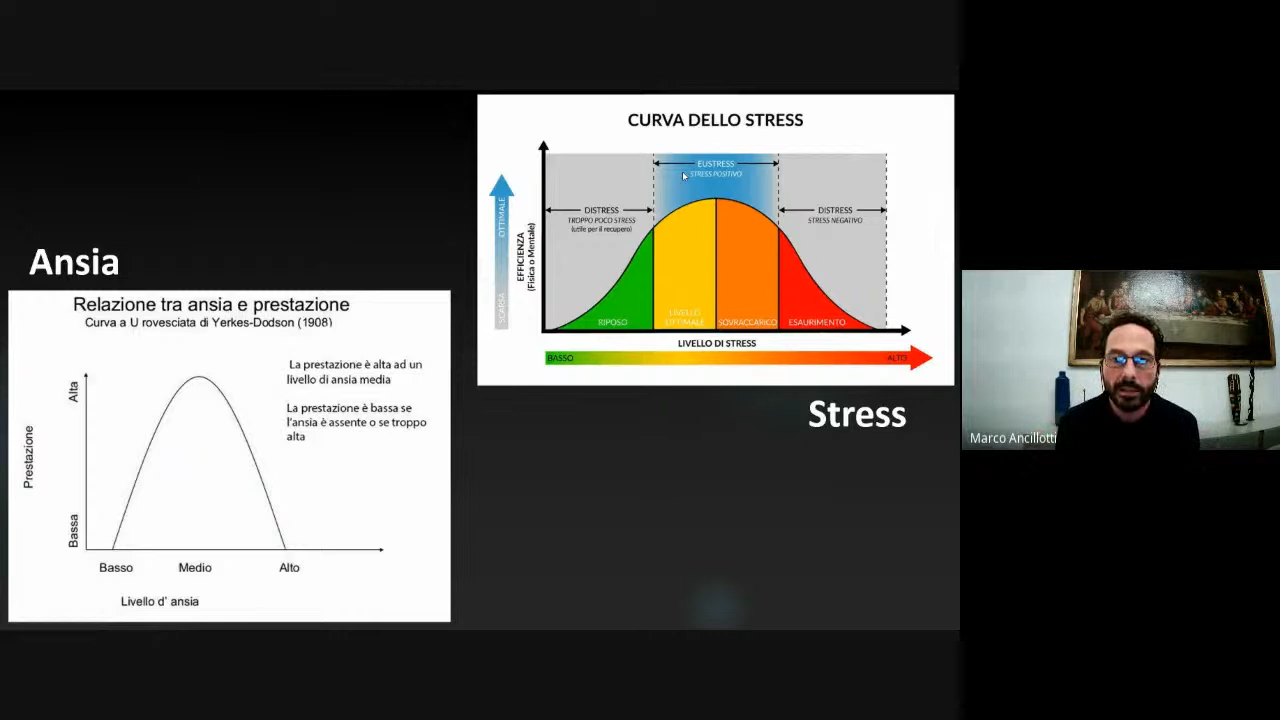 Ansia
Relazione tra ansia e prestazione
Curva a U rovesciata di Yerkes-Dodson (1908)
La prestazione è alta ad un
livello di ansia media
La prestazione è bassa se
l'ansia è assente o se troppo
alta
Prestazione
Alta
Bassa
Basso Medio Alto
Livello d' ansia
CURVA DELLO STRESS
EUSTRESS
STRESS POSITIVO
DISTRESS
TROPPO POCO STRESS
(utile per il recupero)
DISTRESS
STRESS NEGATIVO
OTTIMALE
SCARSA
EFFICIENZA
(Fisica o Mentale)
RIPOSO
LIVELLO
OTTIMALE
SOVRACCARICO
ESAURIMENTO
LIVELLO DI STRESS
BASSO ALTO
Stress
Marco Ancillotti